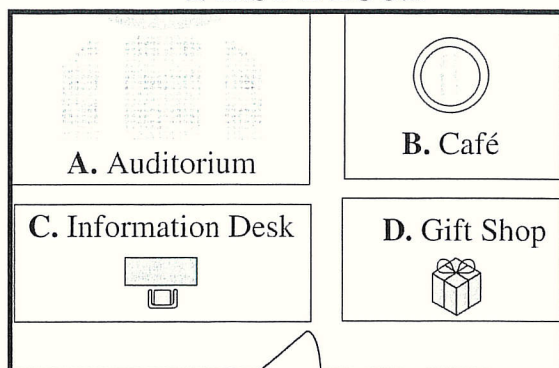 A. Auditorium
B. Café
C. Information Desk
D. Gift Shop